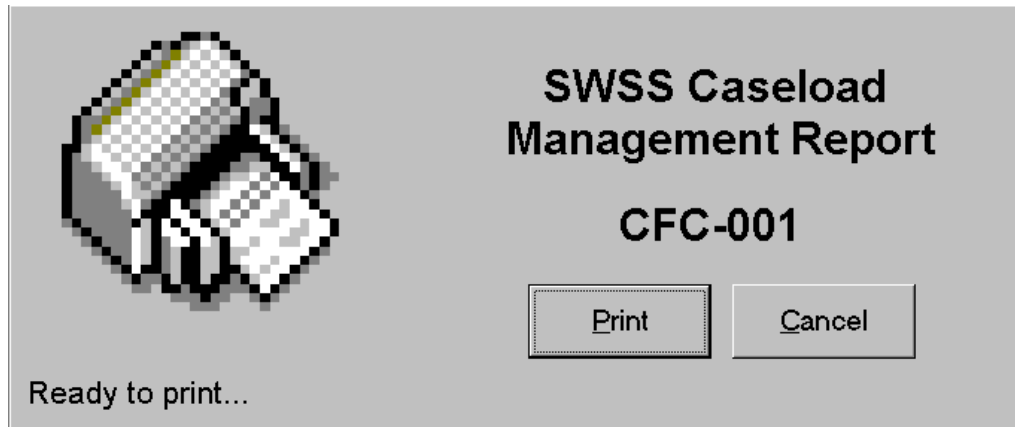 SWSS Caseload
Management Report
CFC-001
Print
Cancel
Ready to print...